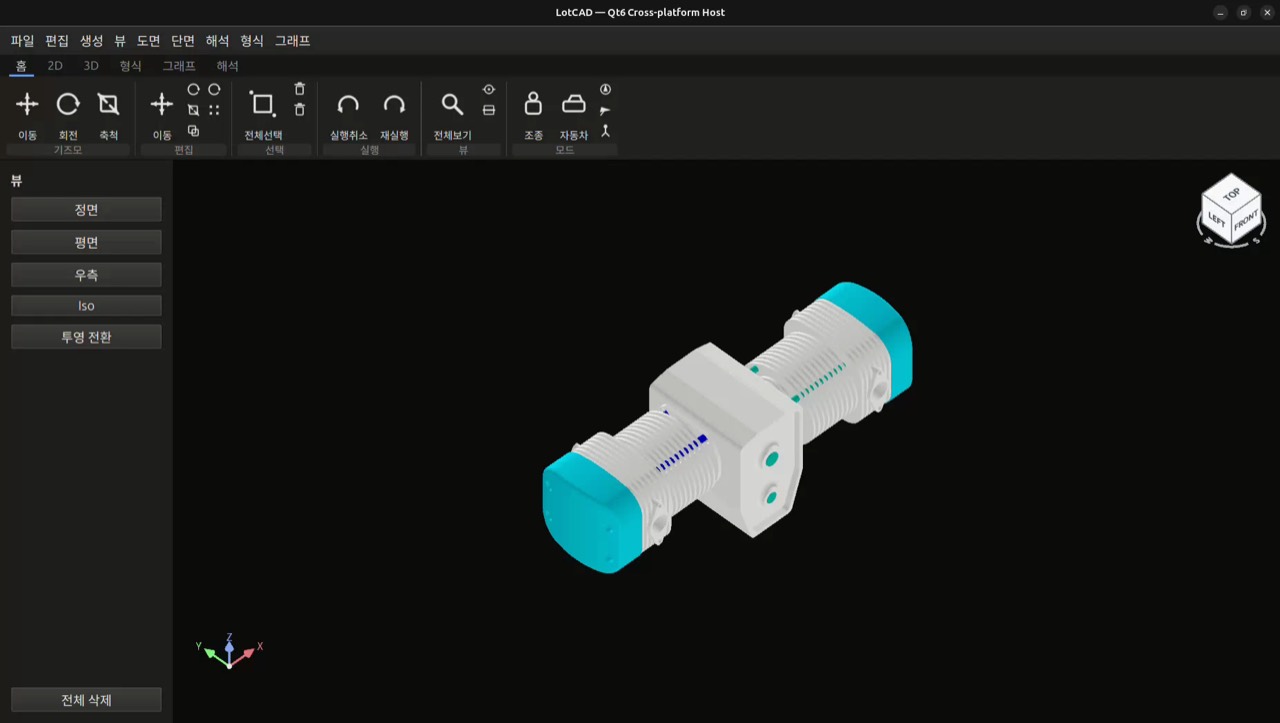 LotCAD — Qt6 Cross-platform Host
파일 편집 생성 뷰 도면 단면 해석 형식 그래프
홈 2D 3D 형식 그래프 해석
이동 회전 축척 이동 전체선택 실행취소 재실행 전체보기 조종 자동차
기즈모 편집 선택 실행 뷰 모드
뷰
정면
평면
우측
Iso
투영 전환
TOP
LEFT FRONT
S
Z
Y X
전체 삭제